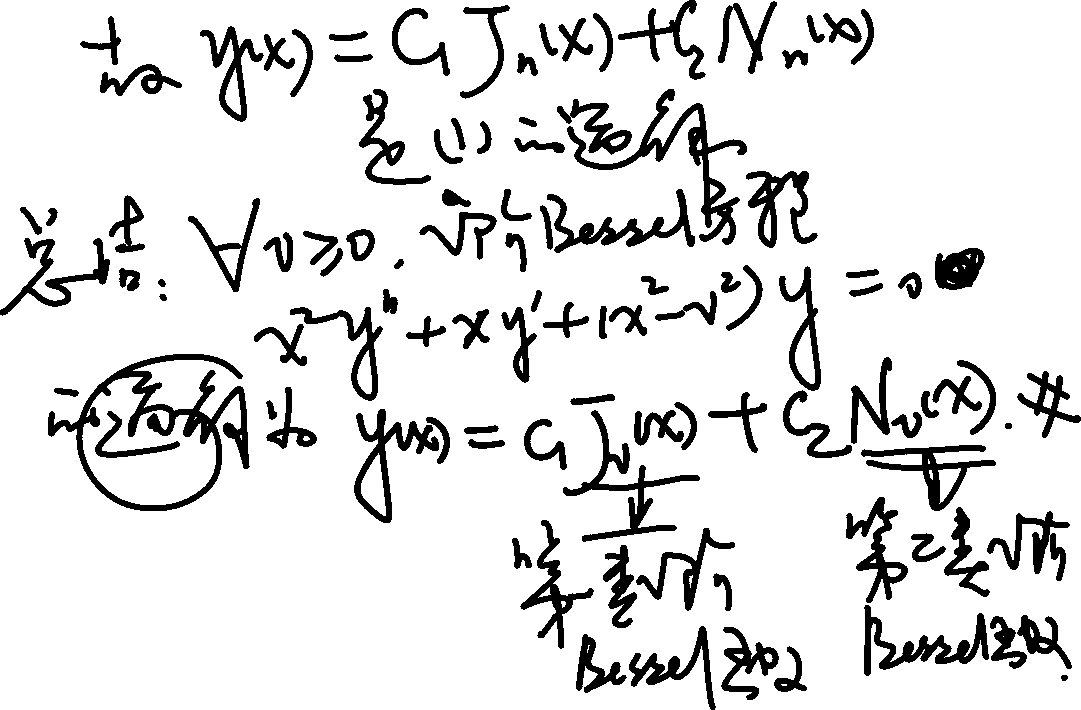 故 y(x) = C₁Jₙ(x) + C₂Nₙ(x)
是 (1) 的通解
总结: ∀ν≥0. ν阶Bessel方程
x²y''+xy'+(x²-ν²)y=0
的通解为 y(x) = C₁J_ν(x) + C₂N_ν(x). #
第一类ν阶 第二类ν阶
Bessel函数 Bessel函数.